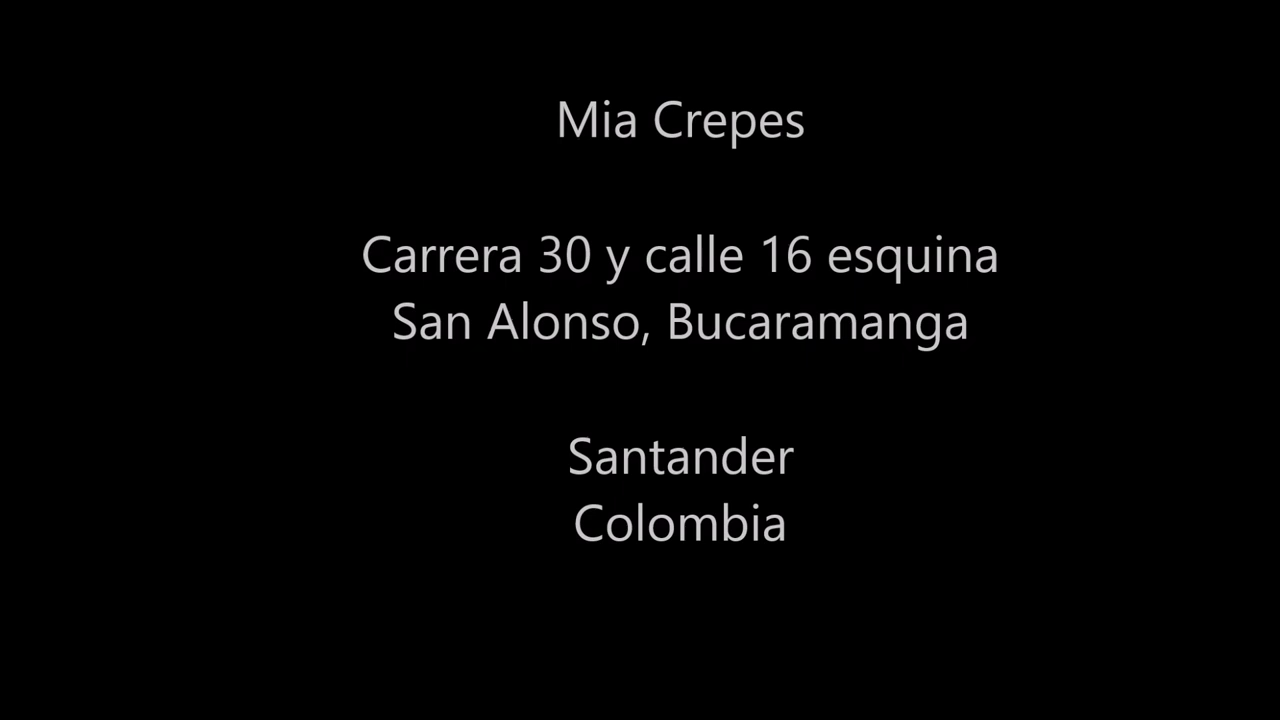 Mia Crepes
Carrera 30 y calle 16 esquina
San Alonso, Bucaramanga
Santander
Colombia